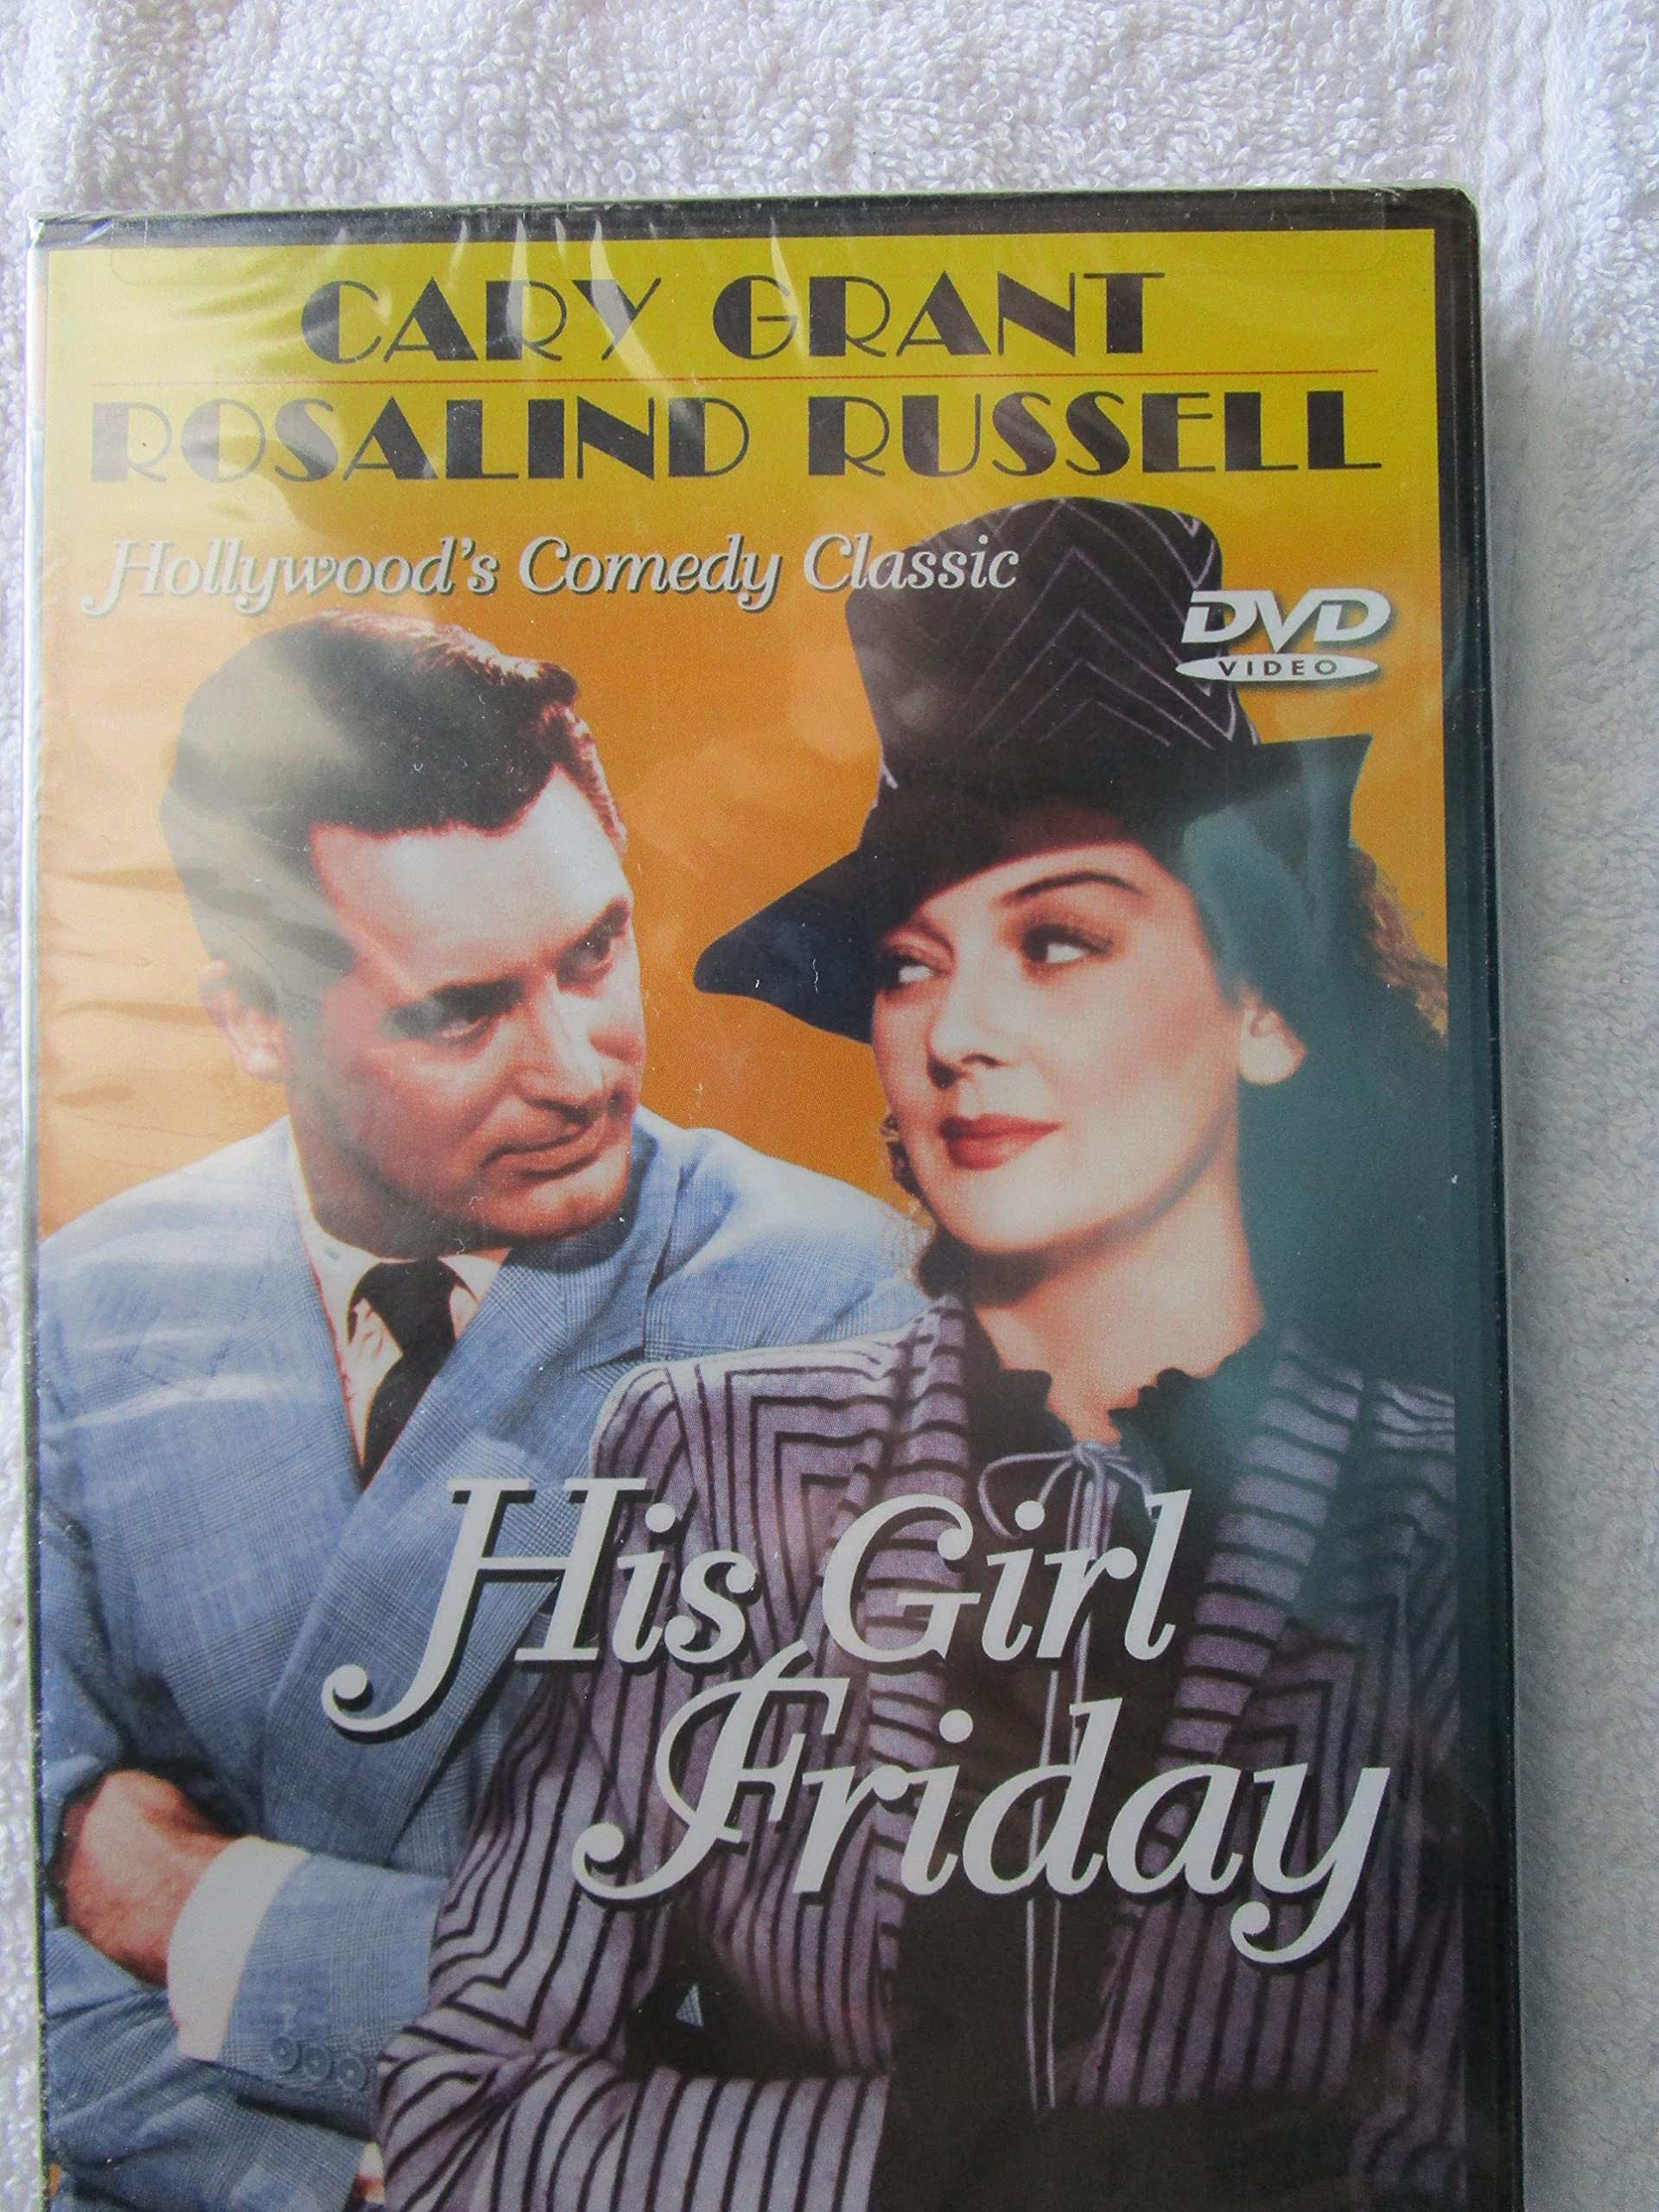 CARY GRANT
ROSALIND RUSSELL
Hollywood's Comedy Classic
DVD
VIDEO
His Girl
Friday